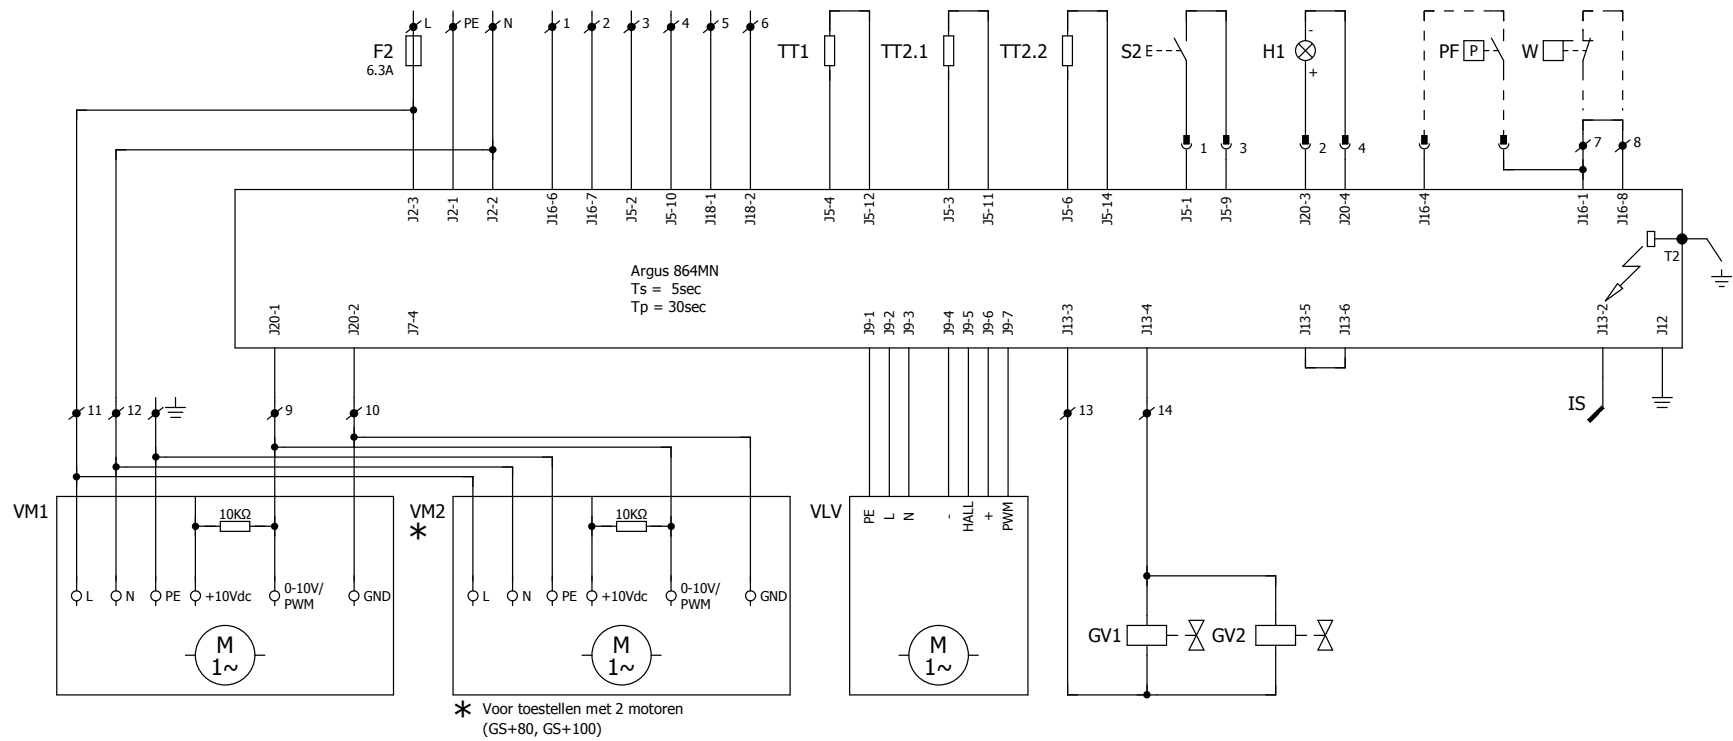 L PE N 1 2 3 4 5 6
F2
6.3A
TT1 TT2.1 TT2.2 S2 E H1 - + PF P W
1 3 2 4 7 8
J2-3 J2-1 J2-2 J16-6 J16-7 J5-2 J5-10 J18-1 J18-2 J5-4 J5-12 J5-3 J5-11 J5-6 J5-14 J5-1 J5-9 J20-3 J20-4 J16-4 J16-1 J16-8
T2
Argus 864MN
Ts = 5sec
Tp = 30sec
J20-1 J20-2 J7-4 J9-1 J9-2 J9-3 J9-4 J9-5 J9-6 J9-7 J13-3 J13-4 J13-5 J13-6 J13-2 J12
11 12 9 10 13 14 IS
VM1 10KΩ VM2 10KΩ VLV PE L N - HALL + PWM
*
L N PE +10Vdc 0-10V/ GND L N PE +10Vdc 0-10V/ GND
PWM PWM
M M M GV1 GV2
1~ 1~ 1~
* Voor toestellen met 2 motoren
(GS+80, GS+100)